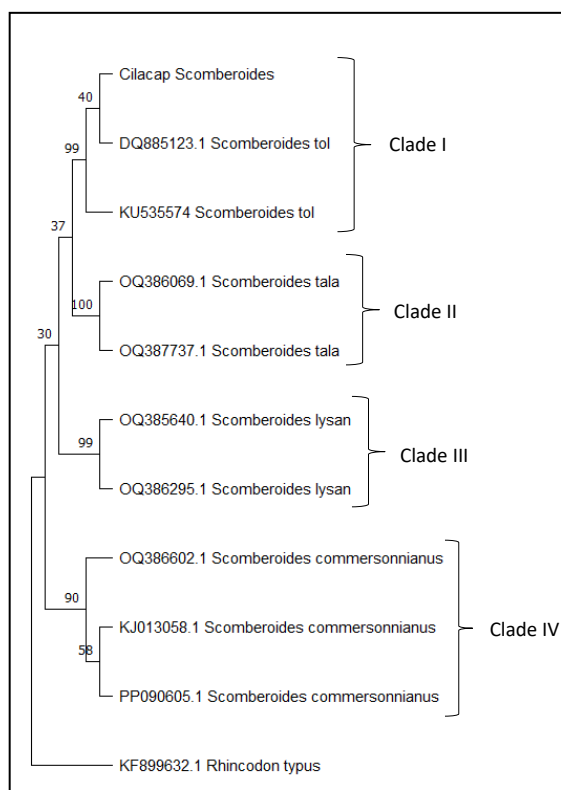 Cilacap Scomberoides
40
DQ885123.1 Scomberoides tol
Clade I
99
KU535574 Scomberoides tol
37
OQ386069.1 Scomberoides tala
100
Clade II
30
OQ387737.1 Scomberoides tala
OQ385640.1 Scomberoides lysan
99
Clade III
OQ386295.1 Scomberoides lysan
OQ386602.1 Scomberoides commersonnianus
90
KJ013058.1 Scomberoides commersonnianus
Clade IV
58
PP090605.1 Scomberoides commersonnianus
KF899632.1 Rhincodon typus